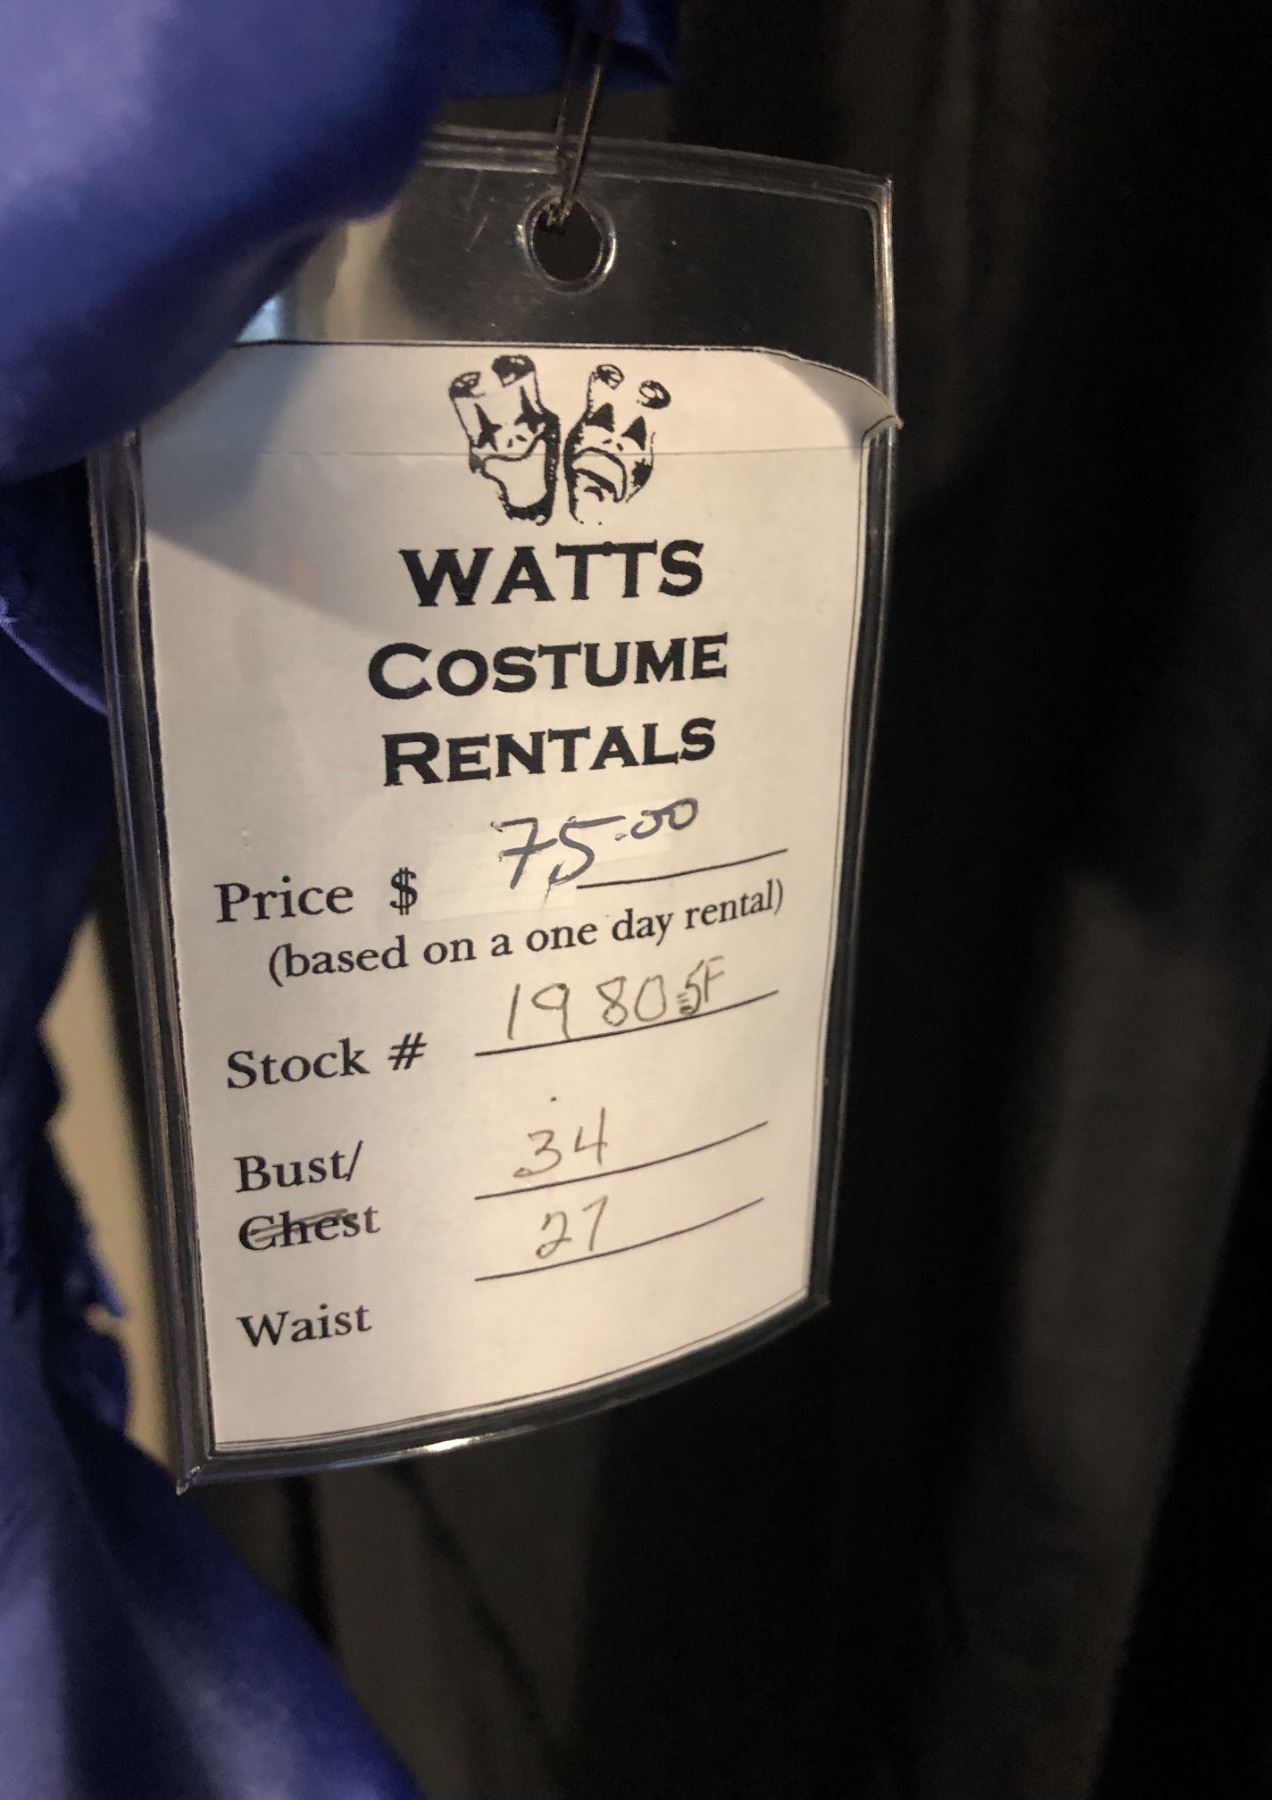 WATTS
COSTUME
RENTALS
Price $ 75.00
(based on a one day rental)
Stock # 19805F
Bust/ 34
Chest 27
Waist